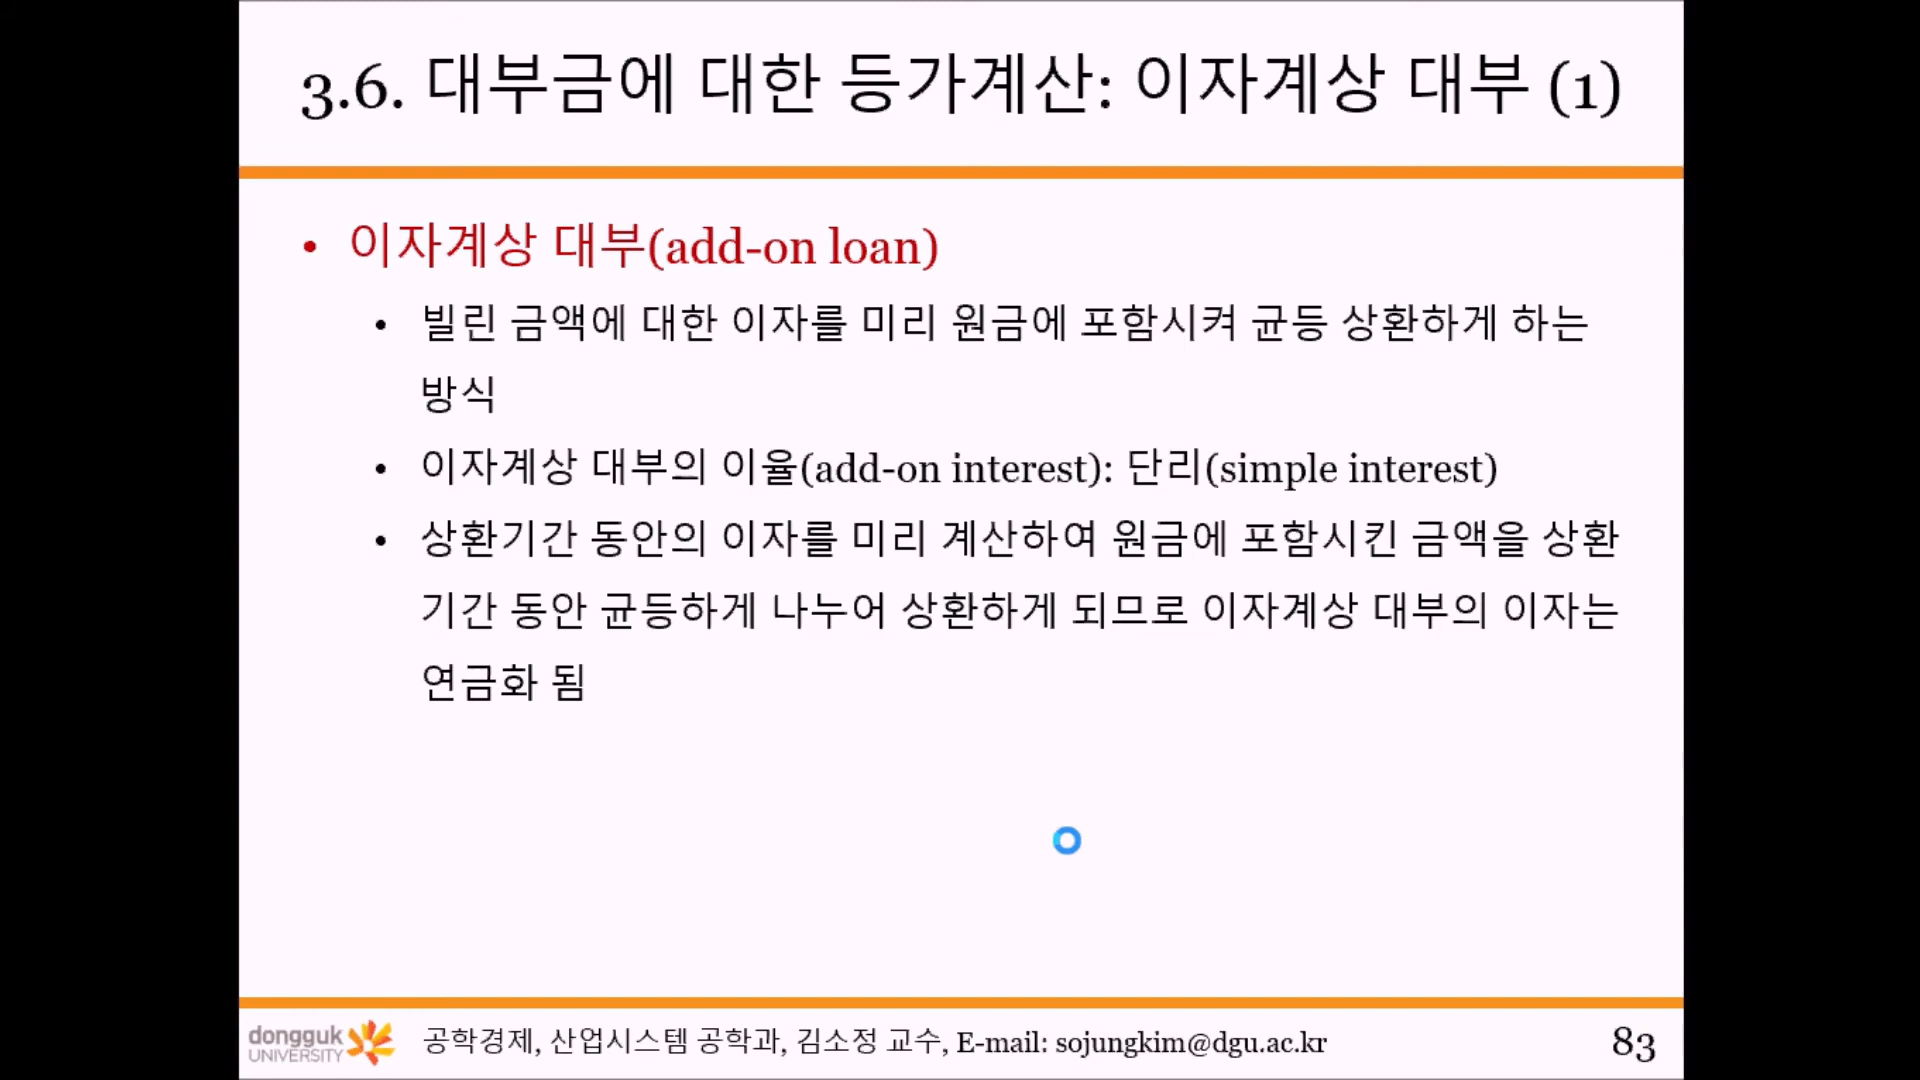 3.6. 대부금에 대한 등가계산: 이자계상 대부 (1)
• 이자계상 대부(add-on loan)
• 빌린 금액에 대한 이자를 미리 원금에 포함시켜 균등 상환하게 하는
방식
• 이자계상 대부의 이율(add-on interest): 단리(simple interest)
• 상환기간 동안의 이자를 미리 계산하여 원금에 포함시킨 금액을 상환
기간 동안 균등하게 나누어 상환하게 되므로 이자계상 대부의 이자는
연금화 됨
dongguk
UNIVERSITY
공학경제, 산업시스템 공학과, 김소정 교수, E-mail: sojungkim@dgu.ac.kr
83